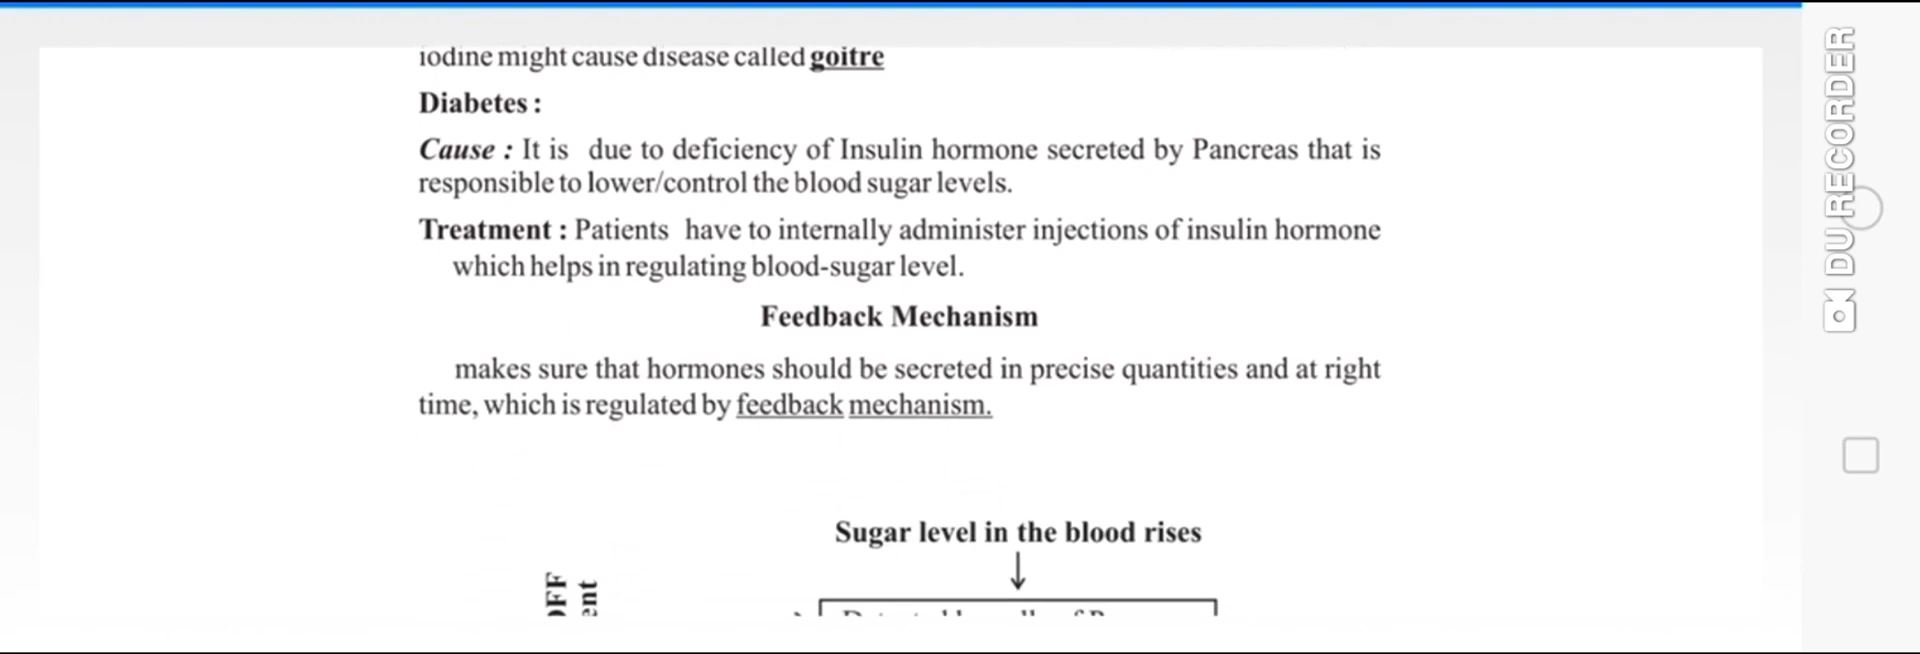 iodine might cause disease called goitre
Diabetes :
Cause : It is due to deficiency of Insulin hormone secreted by Pancreas that is
responsible to lower/control the blood sugar levels.
Treatment : Patients have to internally administer injections of insulin hormone
which helps in regulating blood-sugar level.
Feedback Mechanism
makes sure that hormones should be secreted in precise quantities and at right
time, which is regulated by feedback mechanism.
Sugar level in the blood rises
DU RECORDER